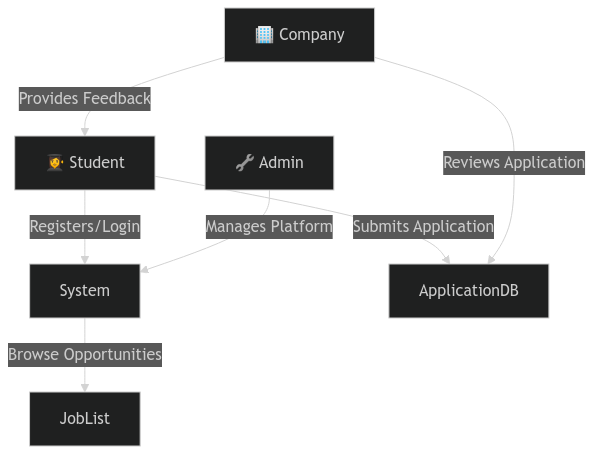 🏢 Company
Provides Feedback
👩‍🎓 Student
🔧 Admin
Reviews Application
Registers/Login
Manages Platform
Submits Application
System
ApplicationDB
Browse Opportunities
JobList